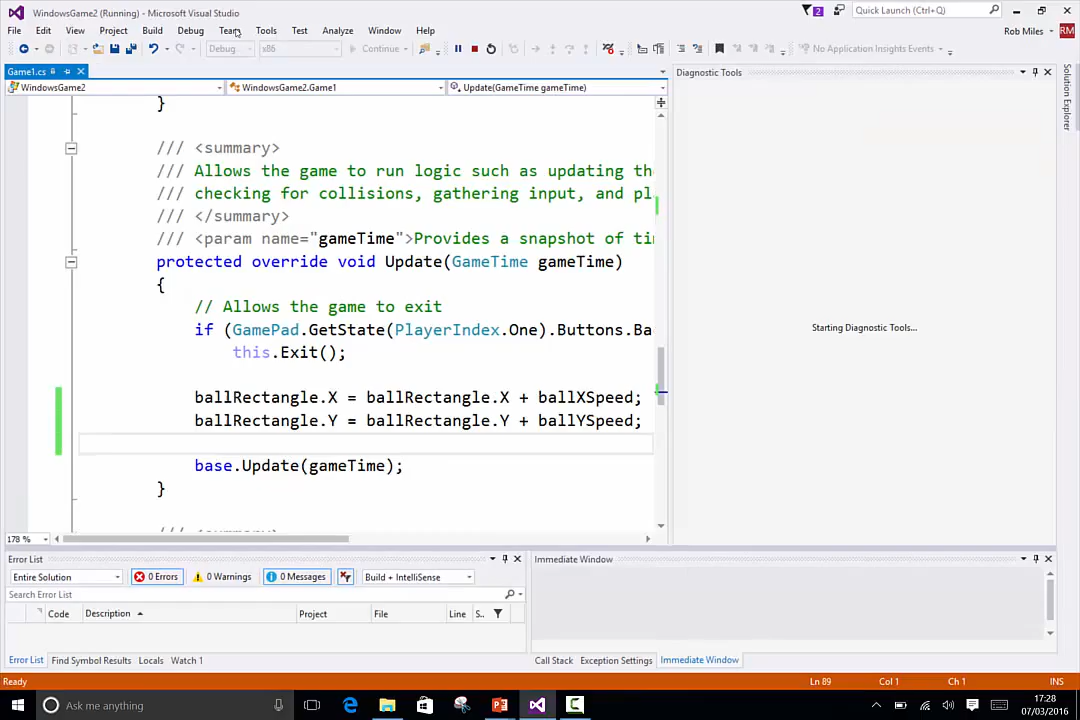 WindowsGame2 (Running) - Microsoft Visual Studio
2
Quick Launch (Ctrl+Q)
File Edit View Project Build Debug Team Tools Test Analyze Window Help
Rob Miles RM
Debug x86 Continue No Application Insights Events
Game1.cs
Diagnostic Tools
WindowsGame2 WindowsGame2.Game1 Update(GameTime gameTime)
}
/// <summary>
/// Allows the game to run logic such as updating the
/// checking for collisions, gathering input, and pl
/// </summary>
/// <param name="gameTime">Provides a snapshot of tim
protected override void Update(GameTime gameTime)
{
// Allows the game to exit
if (GamePad.GetState(PlayerIndex.One).Buttons.Ba
this.Exit();
ballRectangle.X = ballRectangle.X + ballXSpeed;
ballRectangle.Y = ballRectangle.Y + ballYSpeed;
base.Update(gameTime);
}
/// <summary>
Starting Diagnostic Tools...
Solution Explorer
178 %
Error List
Entire Solution 0 Errors 0 Warnings 0 Messages Build + IntelliSense
Search Error List
Code Description Project File Line S..
Error List Find Symbol Results Locals Watch 1
Immediate Window
Call Stack Exception Settings Immediate Window
Ready Ln 89 Col 1 Ch 1 INS
Ask me anything
17:28
07/03/2016